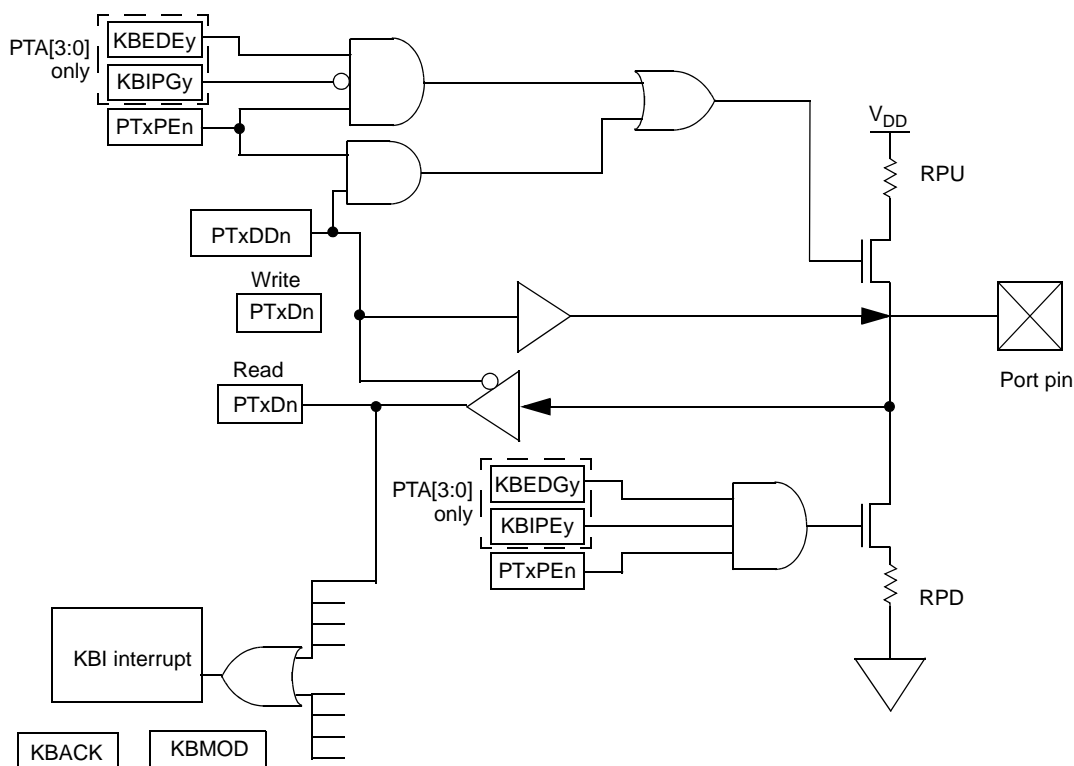 PTA[3:0]
only
KBEDEy
KBIPGy
PTxPEn
VDD
RPU
PTxDDn
Write
PTxDn
Port pin
Read
PTxDn
PTA[3:0]
only
KBEDGy
KBIPEy
PTxPEn
RPD
KBI interrupt
KBACK
KBMOD